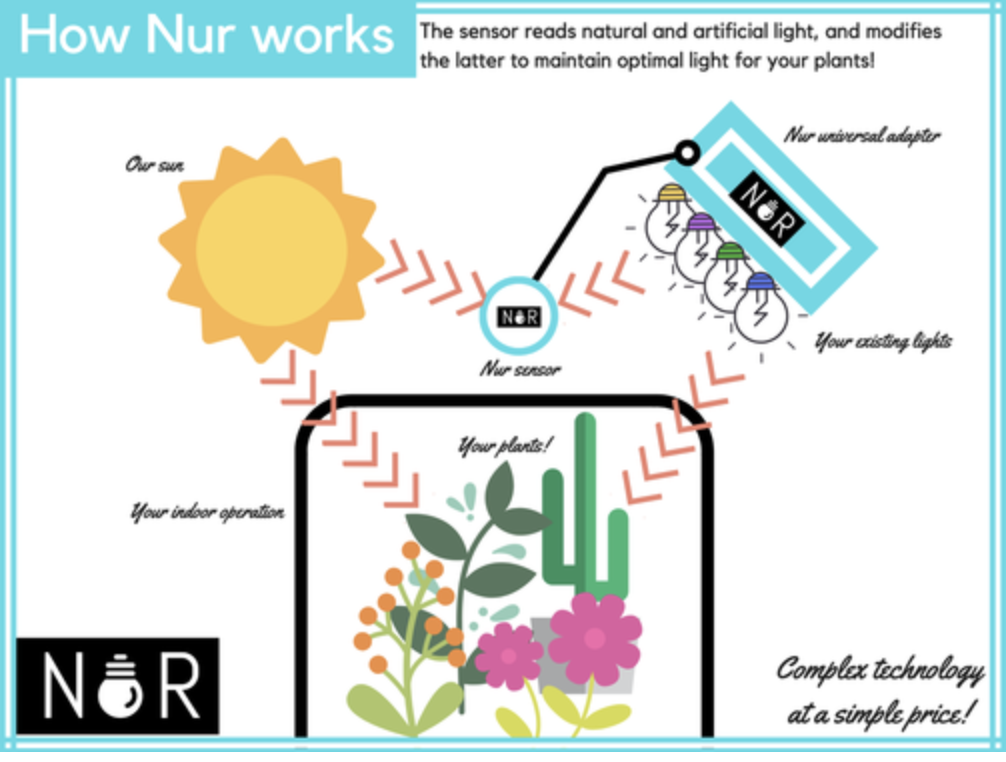 How Nur works
The sensor reads natural and artificial light, and modifies
the latter to maintain optimal light for your plants!
Our sun
Nur universal adapter
NR
NR
Nur sensor
Your existing lights
Your plants!
Your indoor operation
NR
Complex technology
at a simple price!